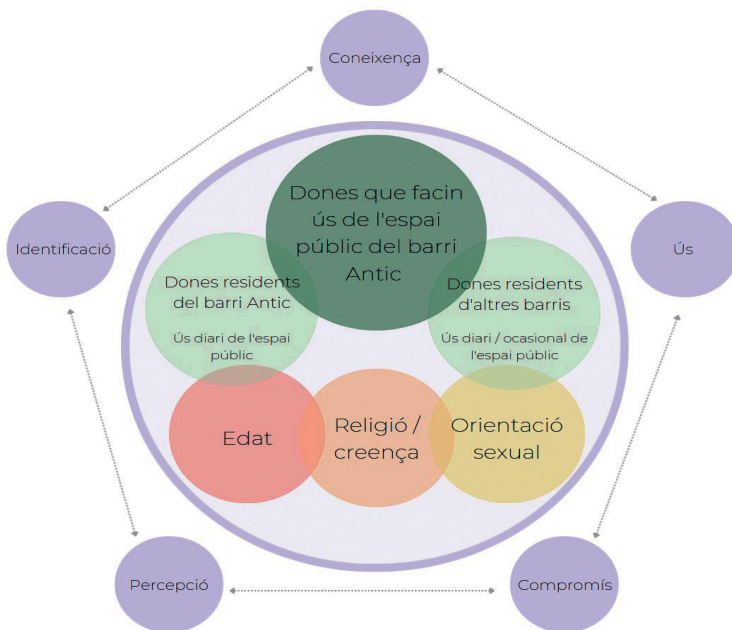 Coneixença
Dones que facin
ús de l'espai
públic del barri
Antic
Identificació
Ús
Dones residents
del barri Antic
Ús diari de l'espai
públic
Dones residents
d'altres barris
Ús diari / ocasional de
l'espai públic
Edat
Religió /
creença
Orientació
sexual
Percepció
Compromís